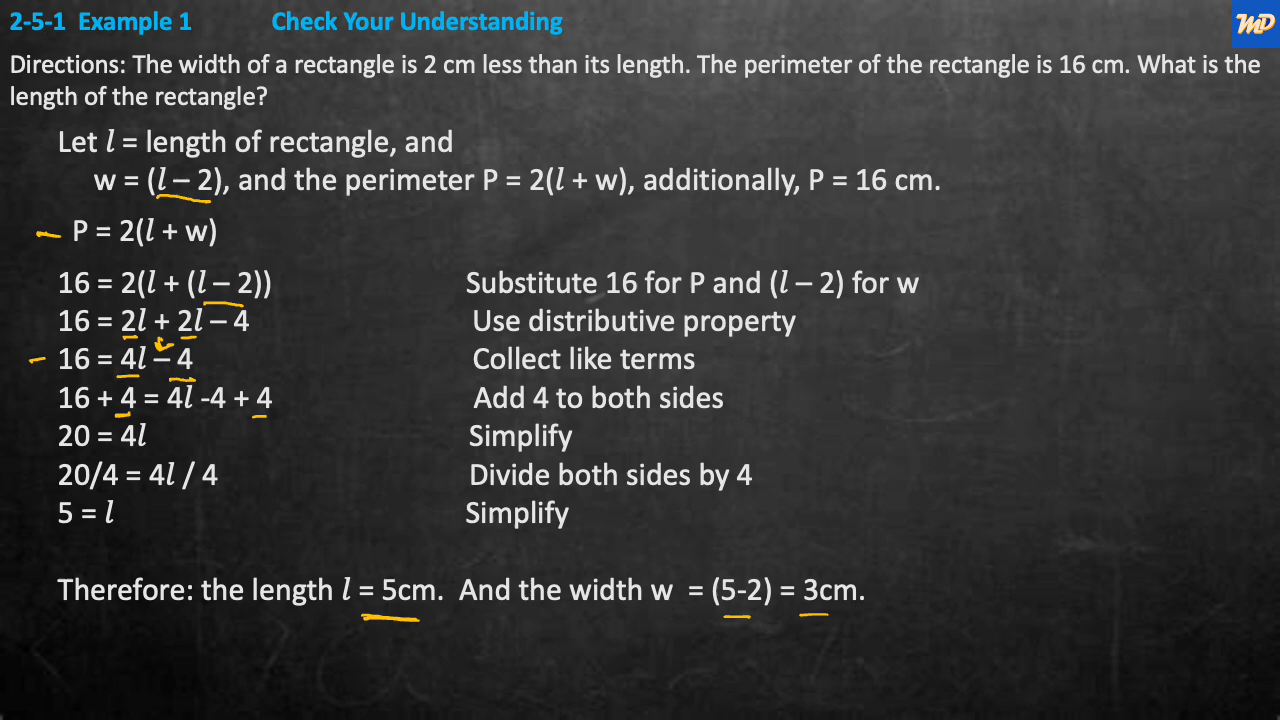 2-5-1 Example 1 Check Your Understanding
MD
Directions: The width of a rectangle is 2 cm less than its length. The perimeter of the rectangle is 16 cm. What is the
length of the rectangle?
Let l = length of rectangle, and
w = (l – 2), and the perimeter P = 2(l + w), additionally, P = 16 cm.
P = 2(l + w)
16 = 2(l + (l – 2)) Substitute 16 for P and (l – 2) for w
16 = 2l + 2l – 4 Use distributive property
16 = 4l – 4 Collect like terms
16 + 4 = 4l -4 + 4 Add 4 to both sides
20 = 4l Simplify
20/4 = 4l / 4 Divide both sides by 4
5 = l Simplify
Therefore: the length l = 5cm. And the width w = (5-2) = 3cm.